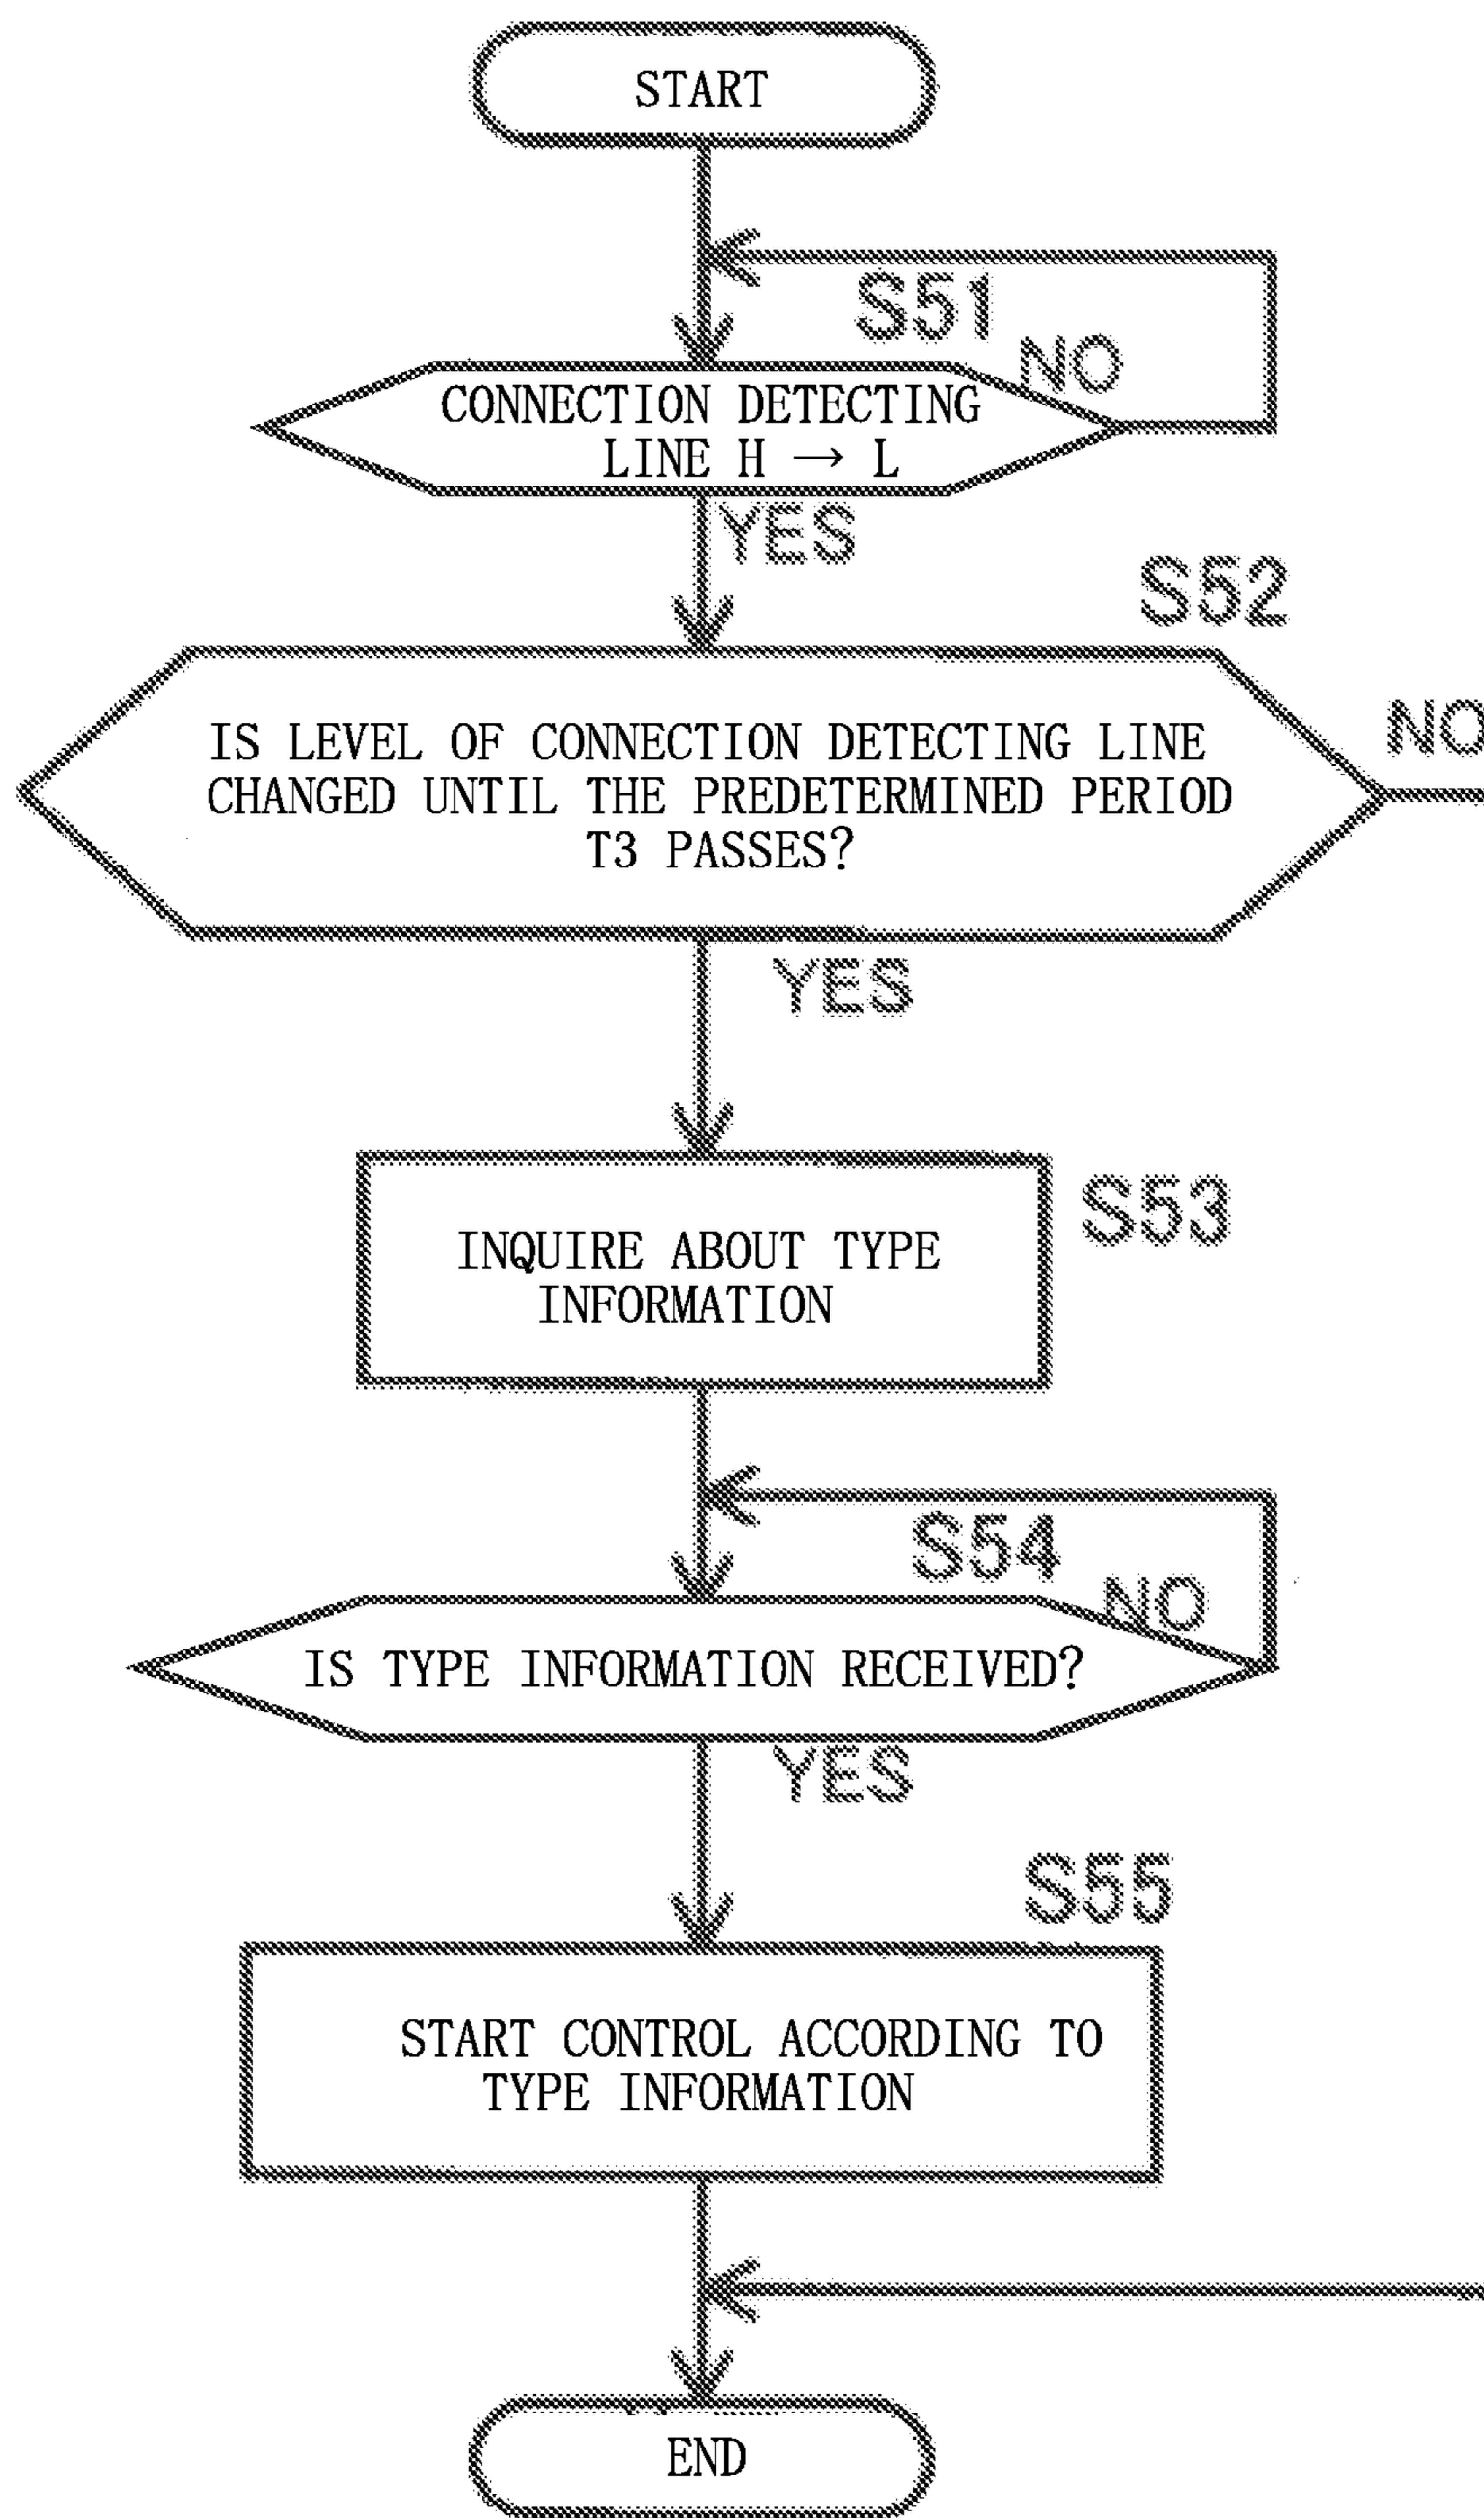 START
S51
NO
CONNECTION DETECTING
LINE H → L
YES
S52
NO
IS LEVEL OF CONNECTION DETECTING LINE
CHANGED UNTIL THE PREDETERMINED PERIOD
T3 PASSES?
YES
S53
INQUIRE ABOUT TYPE
INFORMATION
S54
NO
IS TYPE INFORMATION RECEIVED?
YES
S55
START CONTROL ACCORDING TO
TYPE INFORMATION
END